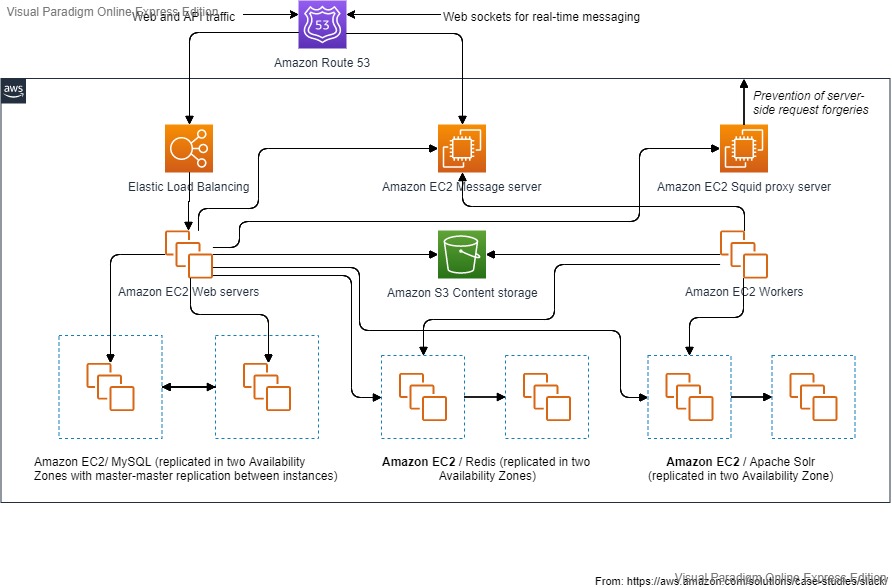 Visual Paradigm Online Express Edition
Web and API traffic
Web sockets for real-time messaging
53
Amazon Route 53
aws
Prevention of server-
side request forgeries
Elastic Load Balancing
Amazon EC2 Message server
Amazon EC2 Squid proxy server
Amazon EC2 Web servers
Amazon S3 Content storage
Amazon EC2 Workers
Amazon EC2/ MySQL (replicated in two Availability
Zones with master-master replication between instances)
Amazon EC2 / Redis (replicated in two
Availability Zones)
Amazon EC2 / Apache Solr
(replicated in two Availability Zone)
Visual Paradigm Online Express Edition
From: https://aws.amazon.com/solutions/case-studies/slack/